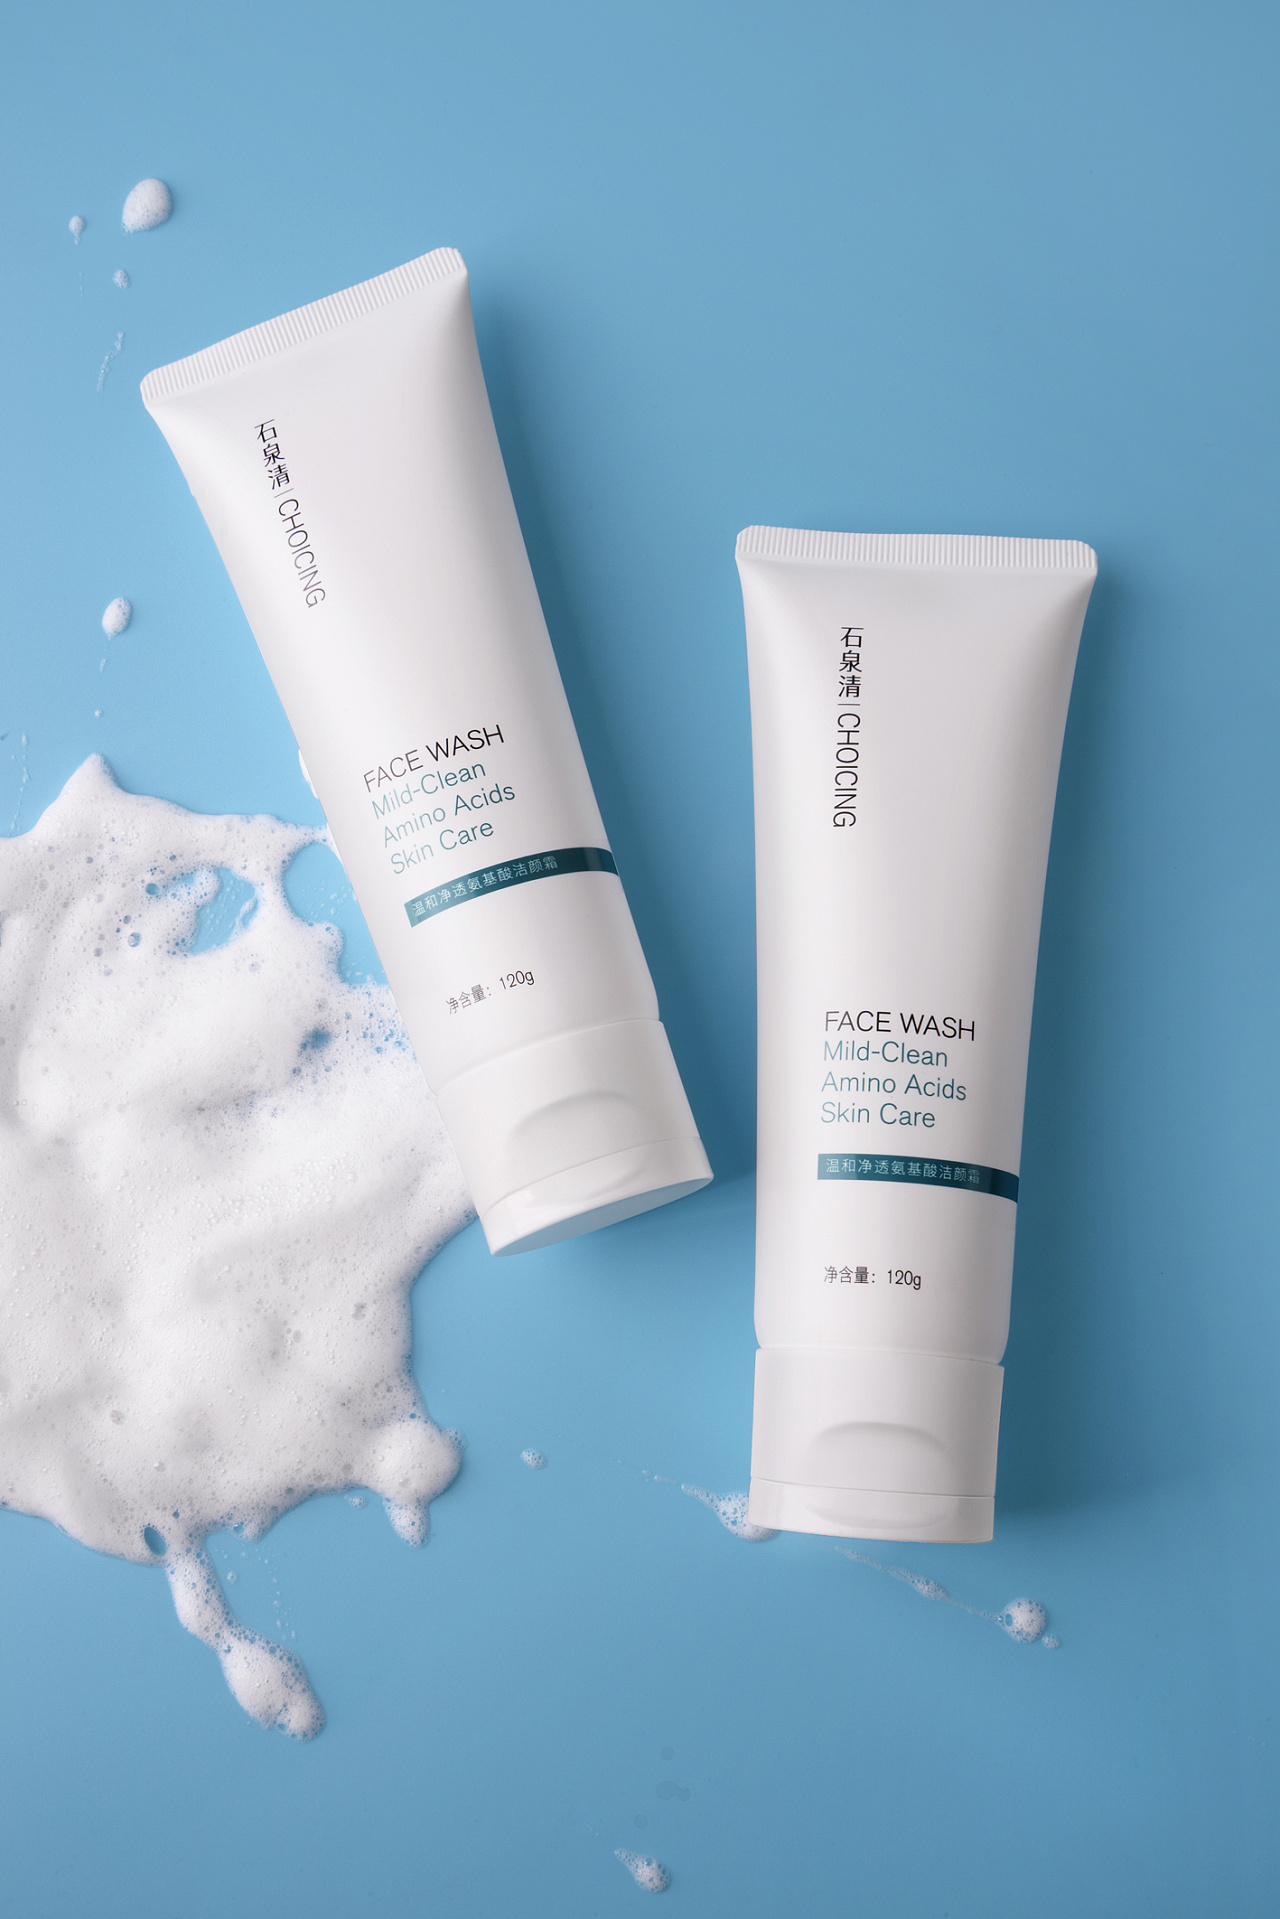 石泉清|CHOICING
FACE WASH
Mild-Clean
Amino Acids
Skin Care
温和净透氨基酸洁颜霜
净含量：120g
石泉清|CHOICING
FACE WASH
Mild-Clean
Amino Acids
Skin Care
温和净透氨基酸洁颜霜
净含量：120g